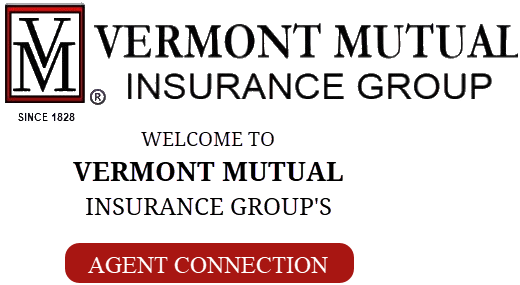 VM
VERMONT MUTUAL
INSURANCE GROUP
®
SINCE 1828
WELCOME TO
VERMONT MUTUAL
INSURANCE GROUP'S
AGENT CONNECTION